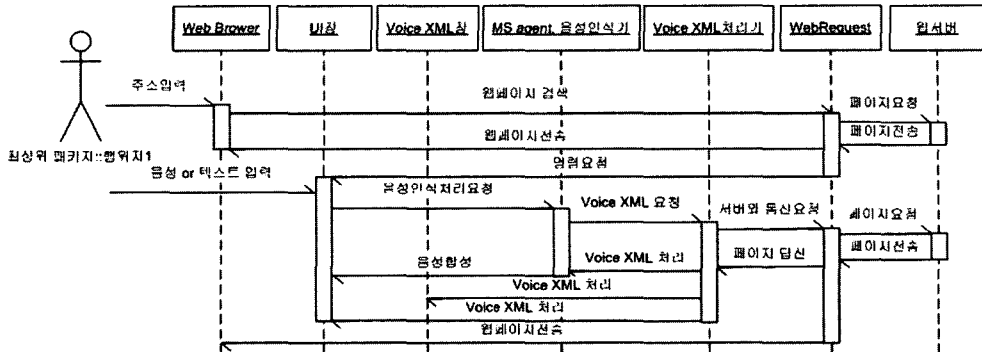 Web Brower
UI창
Voice XML창
MS agent, 음성인식기
Voice XML처리기
WebRequest
웹서버
주소입력
웹페이지 검색
페이지요청
웹페이지전송
페이지전송
최상위 패키지::행위자1
명령요청
음성 or 테스트 입력
음성인식처리요청
Voice XML 요청
서버와 통신요청
페이지요청
페이지전송
음성합성
Voice XML 처리
페이지 답신
Voice XML 처리
Voice XML 처리
웹페이지전송